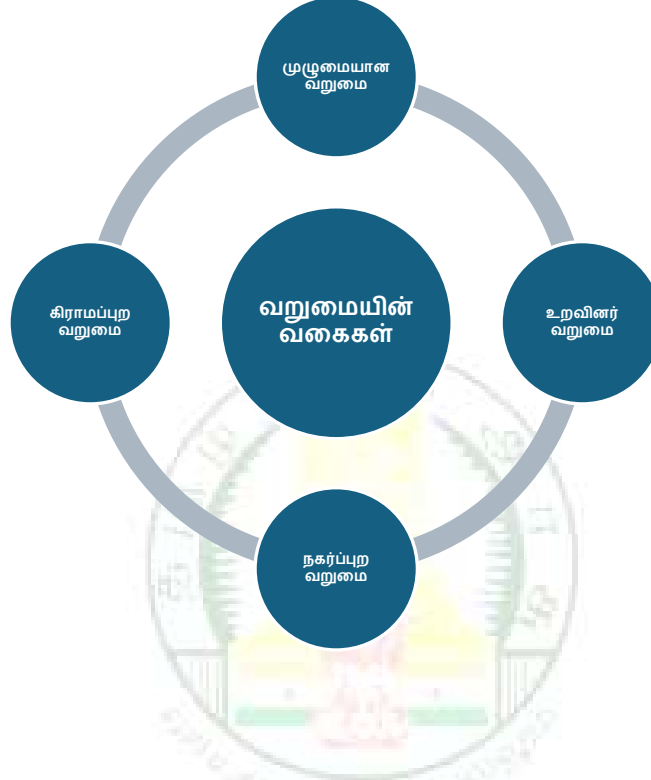 முழுமையான
வறுமை
வறுமையின்
வகைகள்
கிராமப்புற
வறுமை
உறவினர்
வறுமை
நகர்ப்புற
வறுமை